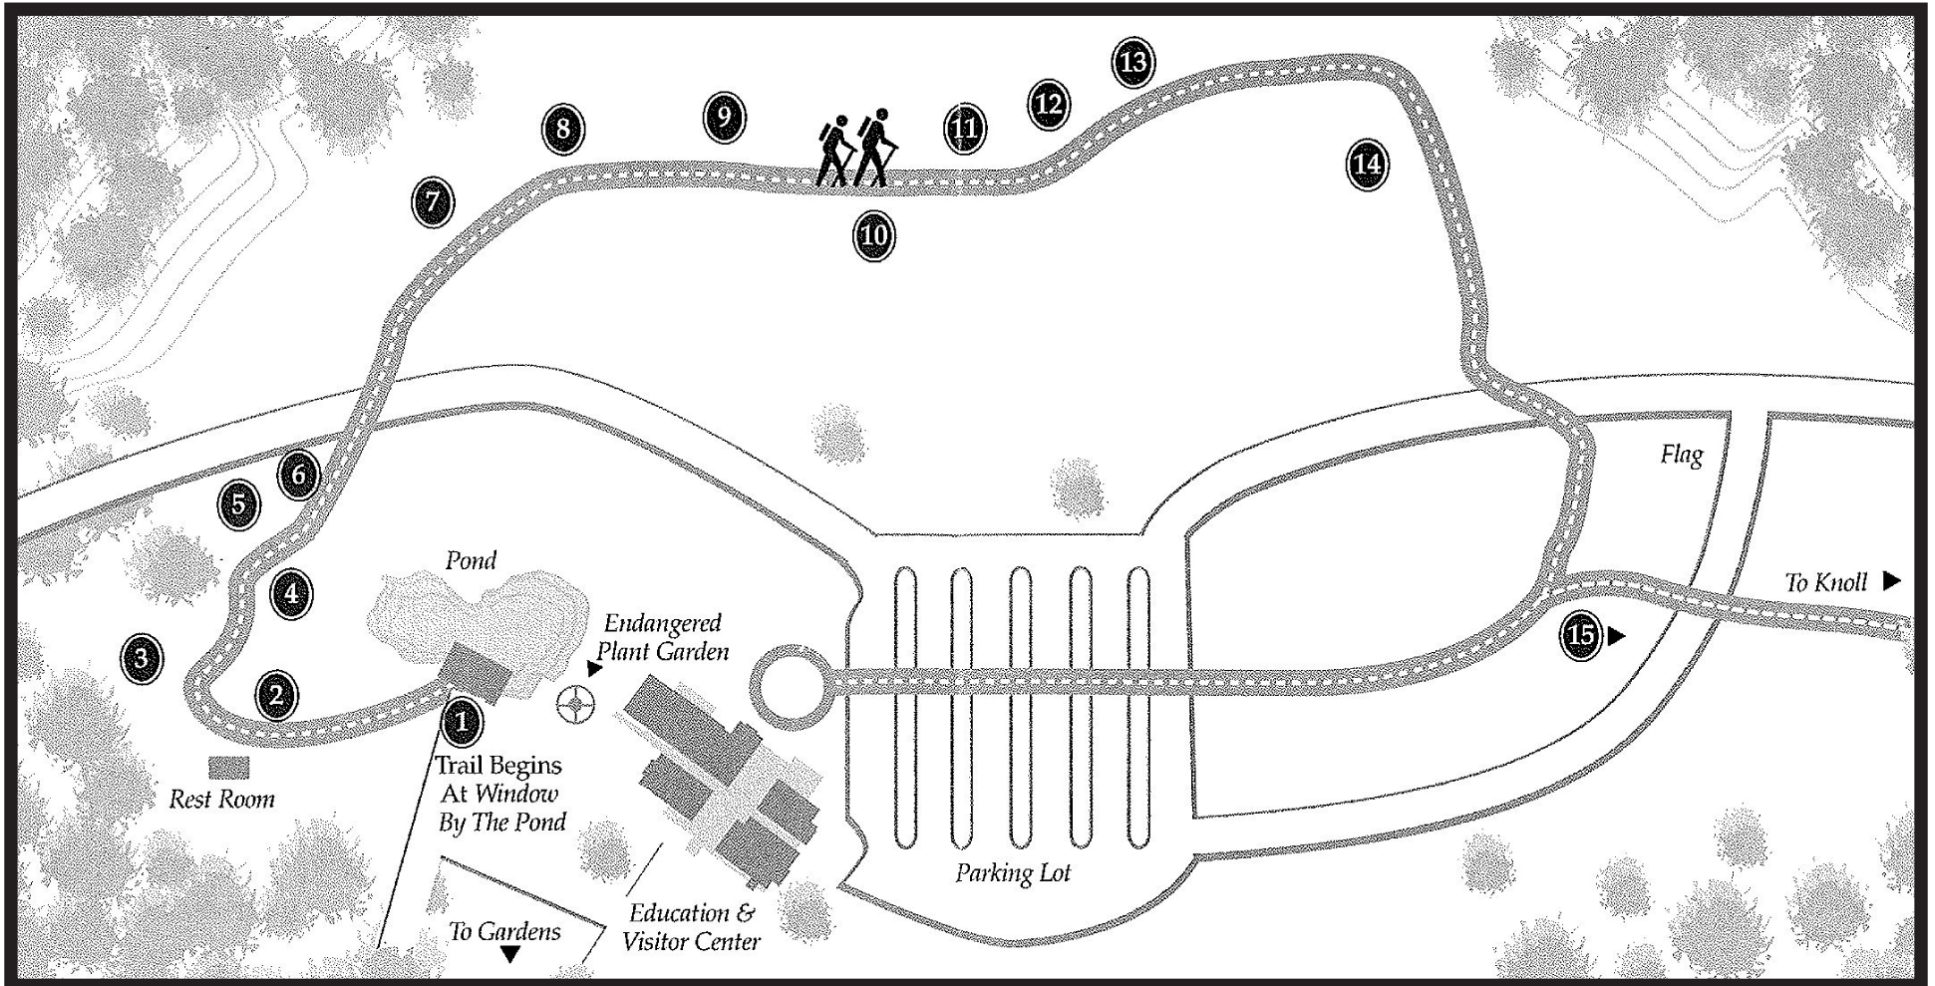 13
12
11
9
8
14
7
10
Flag
6
5
Pond
To Knoll
4
Endangered
Plant Garden
15
3
2
1
Trail Begins
At Window
By The Pond
Rest Room
Parking Lot
Education &
Visitor Center
To Gardens